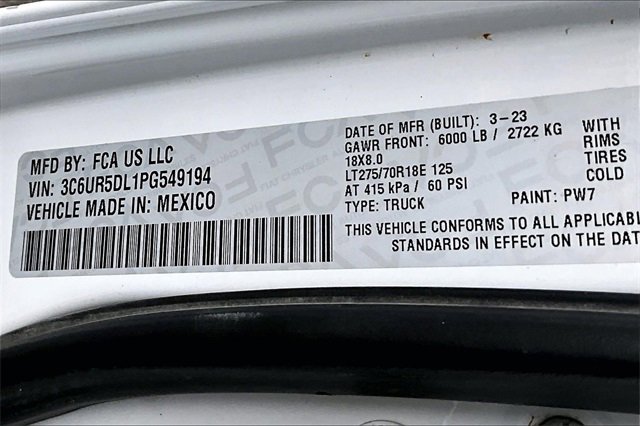 MFD BY: FCA US LLC
VIN: 3C6UR5DL1PG549194
VEHICLE MADE IN: MEXICO
DATE OF MFR (BUILT): 3-23
GAWR FRONT: 6000 LB / 2722 KG WITH
18X8.0 RIMS
LT275/70R18E 125 TIRES
AT 415 kPa / 60 PSI COLD
TYPE: TRUCK PAINT: PW7
THIS VEHICLE CONFORMS TO ALL APPLICABL
STANDARDS IN EFFECT ON THE DAT